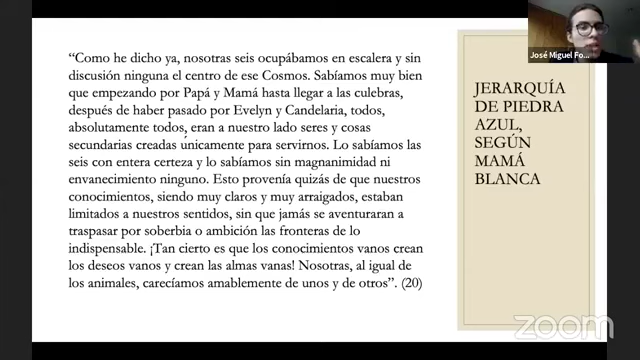 “Como he dicho ya, nosotras seis ocupábamos en escalera y sin
discusión ninguna el centro de ese Cosmos. Sabíamos muy bien
que empezando por Papá y Mamá hasta llegar a las culebras,
después de haber pasado por Evelyn y Candelaria, todos,
absolutamente todos, eran a nuestro lado seres y cosas
secundarias creadas únicamente para servirnos. Lo sabíamos las
seis con entera certeza y lo sabíamos sin magnanimidad ni
envanecimiento ninguno. Esto provenía quizás de que nuestros
conocimientos, siendo muy claros y muy arraigados, estaban
limitados a nuestros sentidos, sin que jamás se aventuraran a
traspasar por soberbia o ambición las fronteras de lo
indispensable. ¡Tan cierto es que los conocimientos vanos crean
los deseos vanos y crean las almas vanas! Nosotras, al igual de
los animales, carecíamos amablemente de unos y de otros”. (20)
JERARQUÍA
DE PIEDRA
AZUL,
SEGÚN
MAMÁ
BLANCA
José Miguel Fo...
zoom